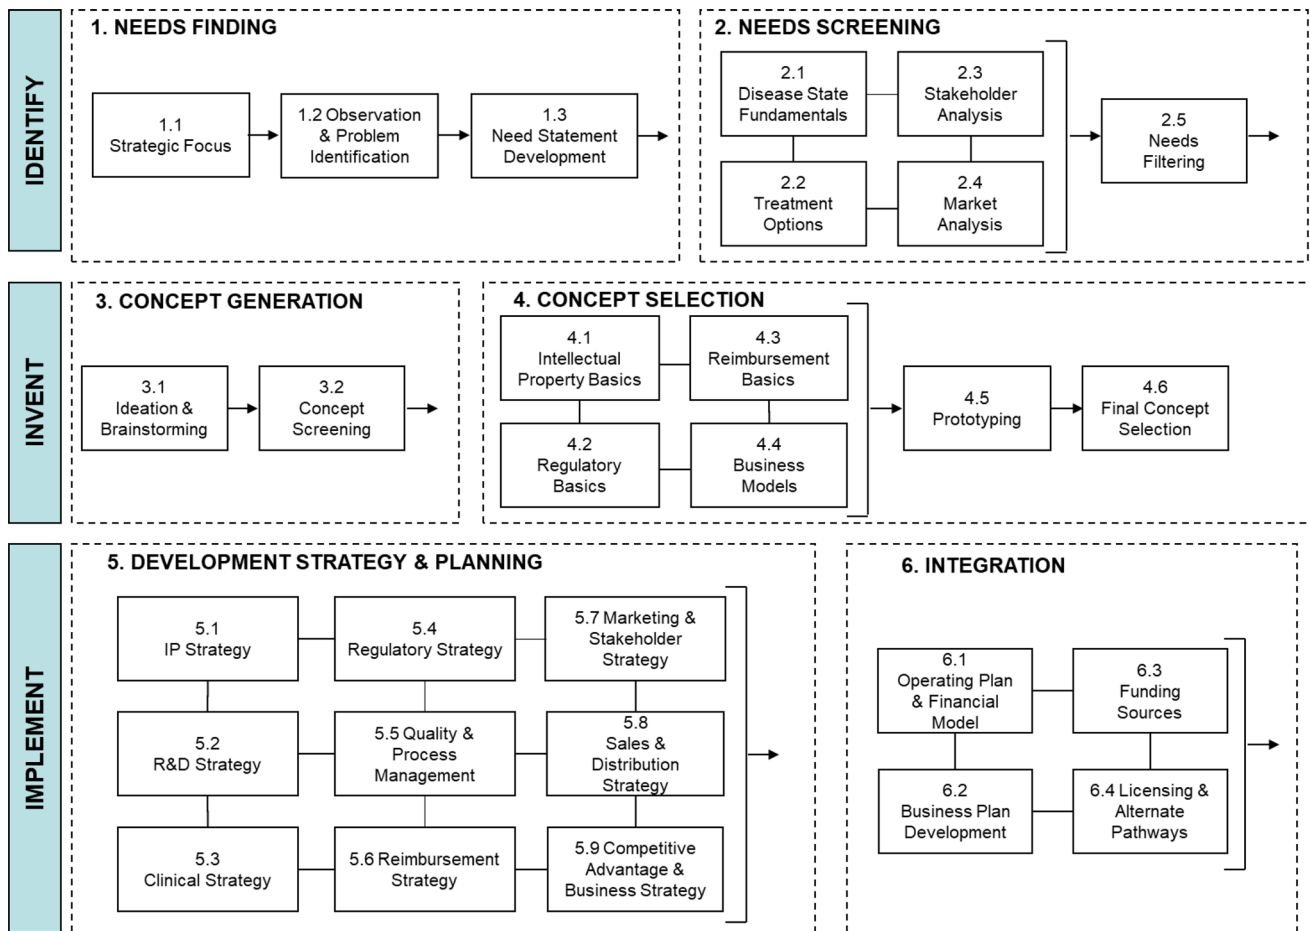 IDENTIFY
1. NEEDS FINDING
1.1
Strategic Focus
1.2 Observation
& Problem
Identification
1.3
Need Statement
Development
2. NEEDS SCREENING
2.1
Disease State
Fundamentals
2.3
Stakeholder
Analysis
2.2
Treatment
Options
2.4
Market
Analysis
2.5
Needs
Filtering
INVENT
3. CONCEPT GENERATION
3.1
Ideation &
Brainstorming
3.2
Concept
Screening
4. CONCEPT SELECTION
4.1
Intellectual
Property Basics
4.3
Reimbursement
Basics
4.2
Regulatory
Basics
4.4
Business
Models
4.5
Prototyping
4.6
Final Concept
Selection
IMPLEMENT
5. DEVELOPMENT STRATEGY & PLANNING
5.1
IP Strategy
5.4
Regulatory Strategy
5.7 Marketing &
Stakeholder
Strategy
5.2
R&D Strategy
5.5 Quality &
Process
Management
5.8
Sales &
Distribution
Strategy
5.3
Clinical Strategy
5.6 Reimbursement
Strategy
5.9 Competitive
Advantage &
Business Strategy
6. INTEGRATION
6.1
Operating Plan
& Financial
Model
6.3
Funding
Sources
6.2
Business Plan
Development
6.4 Licensing &
Alternate
Pathways